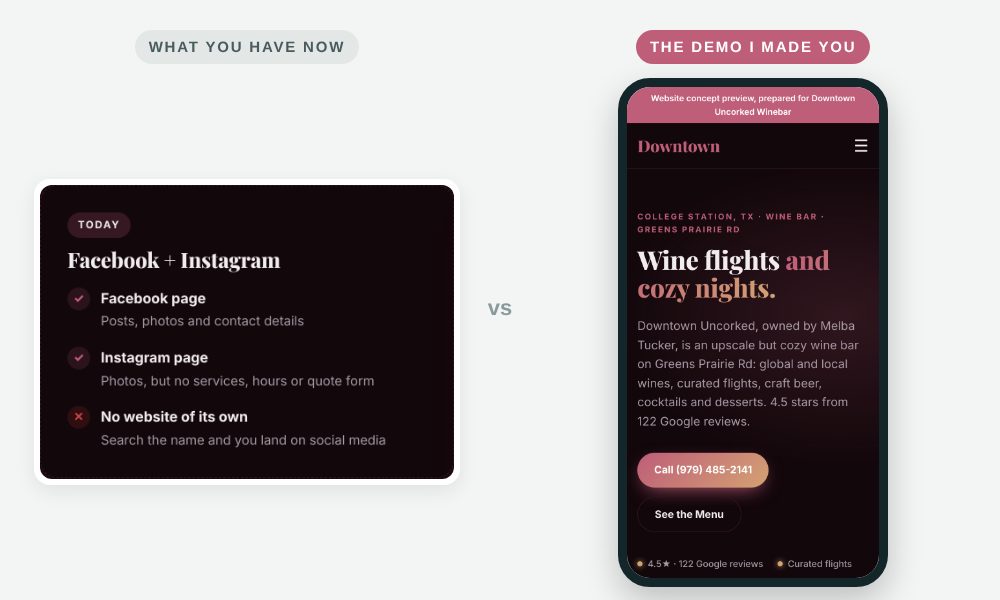 WHAT YOU HAVE NOW
TODAY
Facebook + Instagram
Facebook page
Posts, photos and contact details
Instagram page
Photos, but no services, hours or quote form
No website of its own
Search the name and you land on social media
vs
THE DEMO I MADE YOU
Website concept preview, prepared for Downtown
Uncorked Winebar
Downtown
COLLEGE STATION, TX · WINE BAR ·
GREENS PRAIRIE RD
Wine flights and
cozy nights.
Downtown Uncorked, owned by Melba
Tucker, is an upscale but cozy wine bar
on Greens Prairie Rd: global and local
wines, curated flights, craft beer,
cocktails and desserts. 4.5 stars from
122 Google reviews.
Call (979) 485-2141
See the Menu
4.5★ · 122 Google reviews
Curated flights